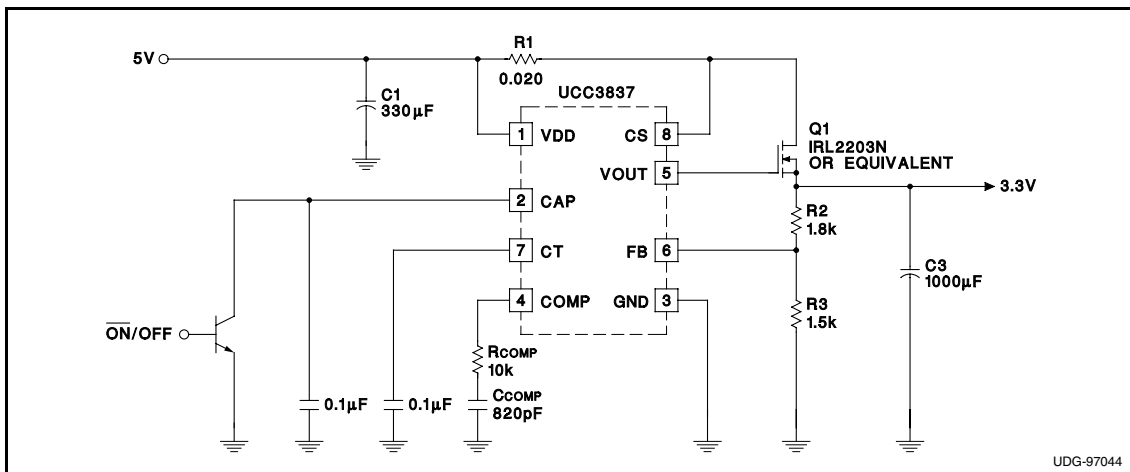 R1
5V
0.020
C1
330µF
UCC3837
1 VDD
CS 8
Q1
IRL2203N
OR EQUIVALENT
VOUT 5
3.3V
2 CAP
R2
1.8k
7 CT
FB 6
C3
1000µF
4 COMP
GND 3
R3
1.5k
ON/OFF
RCOMP
10k
0.1µF
0.1µF
CCOMP
820pF
UDG-97044